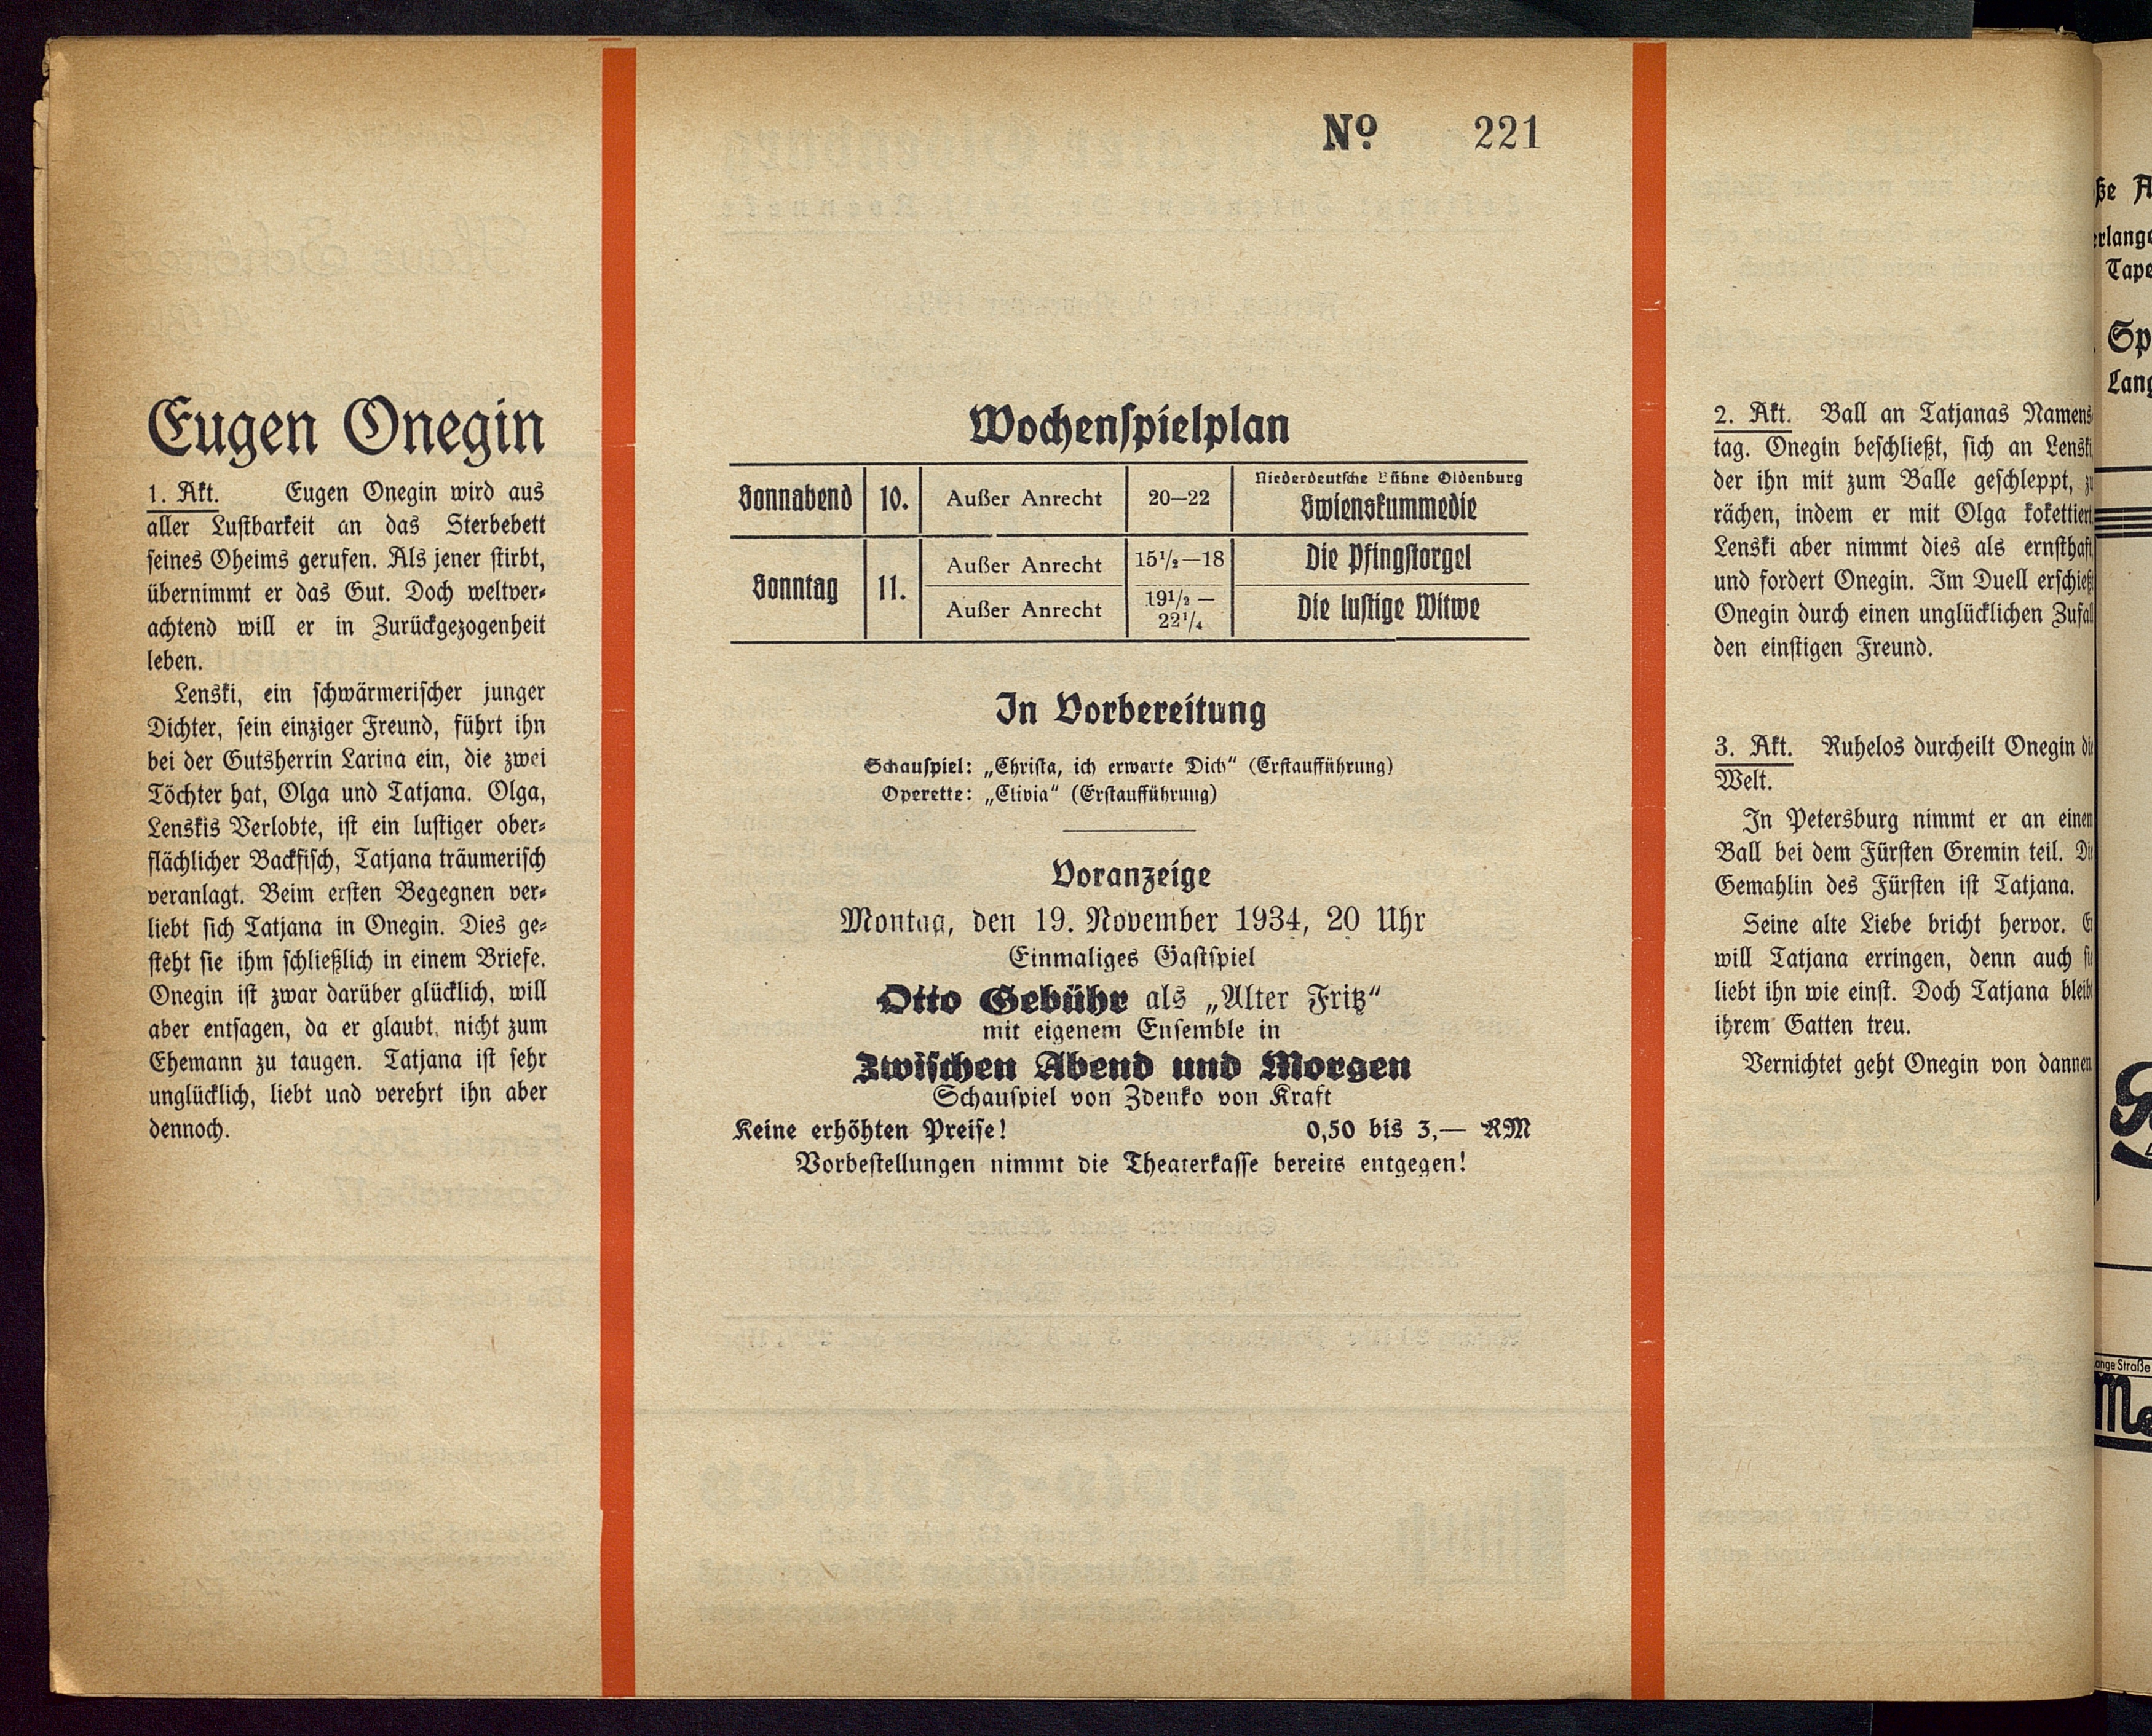 Eugen Onegin
1. Akt. Eugen Onegin wird aus
aller Lustbarkeit an das Sterbebett
seines Oheims gerufen. Als jener stirbt,
übernimmt er das Gut. Doch weltver-
achtend will er in Zurückgezogenheit
leben.
Lenski, ein schwärmerischer junger
Dichter, sein einziger Freund, führt ihn
bei der Gutsherrin Larina ein, die zwei
Töchter hat, Olga und Tatjana. Olga,
Lenskis Verlobte, ist ein lustiger ober-
flächlicher Backfisch, Tatjana träumerisch
veranlagt. Beim ersten Begegnen ver-
liebt sich Tatjana in Onegin. Dies ge-
steht sie ihm schließlich in einem Briefe.
Onegin ist zwar darüber glücklich, will
aber entsagen, da er glaubt, nicht zum
Ehemann zu taugen. Tatjana ist sehr
unglücklich, liebt und verehrt ihn aber
dennoch.
No. 221
Wochenspielplan
Sonnabend 10. Außer Anrecht 20—22 Niederdeutsche Bühne Oldenburg
Swienskummedie
Sonntag 11. Außer Anrecht 15½—18 Die Pfingstorgel
Außer Anrecht 19½—22¼ Die lustige Witwe
In Vorbereitung
Schauspiel: „Christa, ich erwarte Dich“ (Erstaufführung)
Operette: „Clivia“ (Erstaufführung)
Voranzeige
Montag, den 19. November 1934, 20 Uhr
Einmaliges Gastspiel
Otto Gebühr als „Alter Fritz“
mit eigenem Ensemble in
Zwischen Abend und Morgen
Schauspiel von Zdenko von Kraft
Keine erhöhten Preise! 0,50 bis 3,— RM
Vorbestellungen nimmt die Theaterkasse bereits entgegen!
2. Akt. Ball an Tatjanas Namens-
tag. Onegin beschließt, sich an Lenski,
der ihn mit zum Balle geschleppt, zu
rächen, indem er mit Olga kokettiert.
Lenski aber nimmt dies als ernsthaft
und fordert Onegin. Im Duell erschießt
Onegin durch einen unglücklichen Zufall
den einstigen Freund.
3. Akt. Ruhelos durcheilt Onegin die
Welt.
In Petersburg nimmt er an einem
Ball bei dem Fürsten Gremin teil. Die
Gemahlin des Fürsten ist Tatjana.
Seine alte Liebe bricht hervor. Er
will Tatjana erringen, denn auch sie
liebt ihn wie einst. Doch Tatjana bleibt
ihrem Gatten treu.
Vernichtet geht Onegin von dannen.